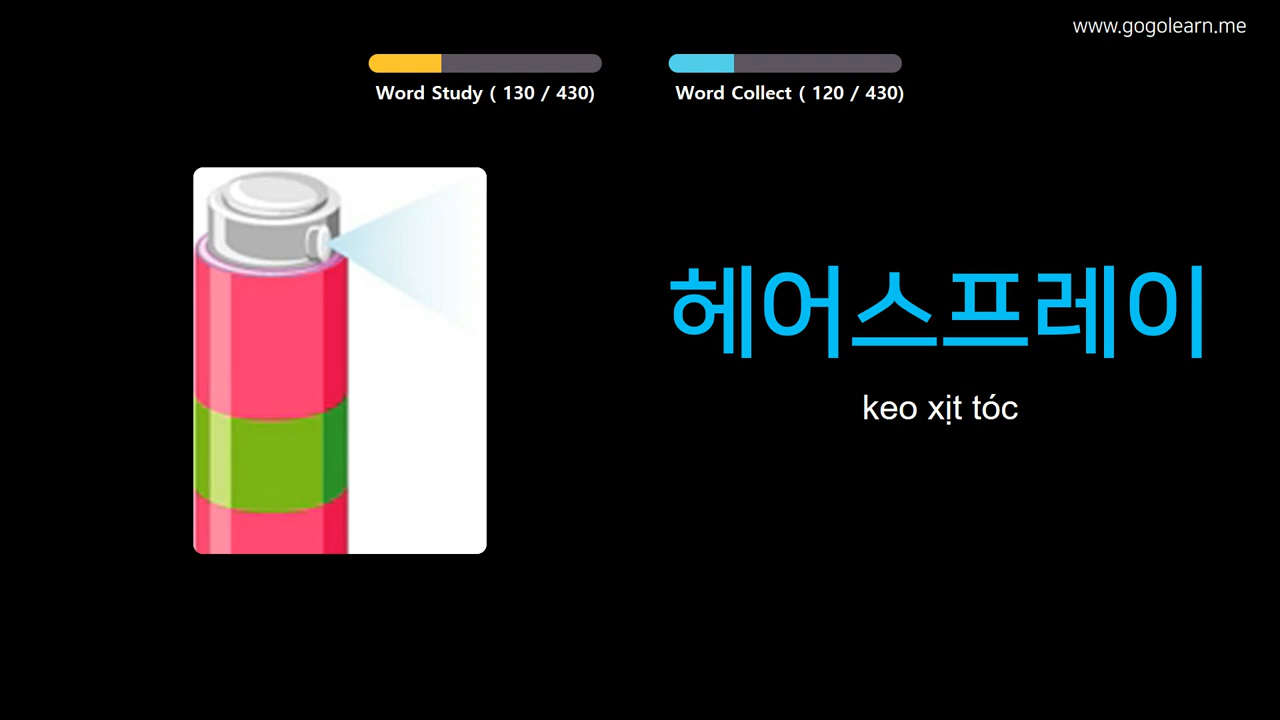 www.gogolearn.me
Word Study ( 130 / 430)
Word Collect ( 120 / 430)
헤어스프레이
keo xịt tóc